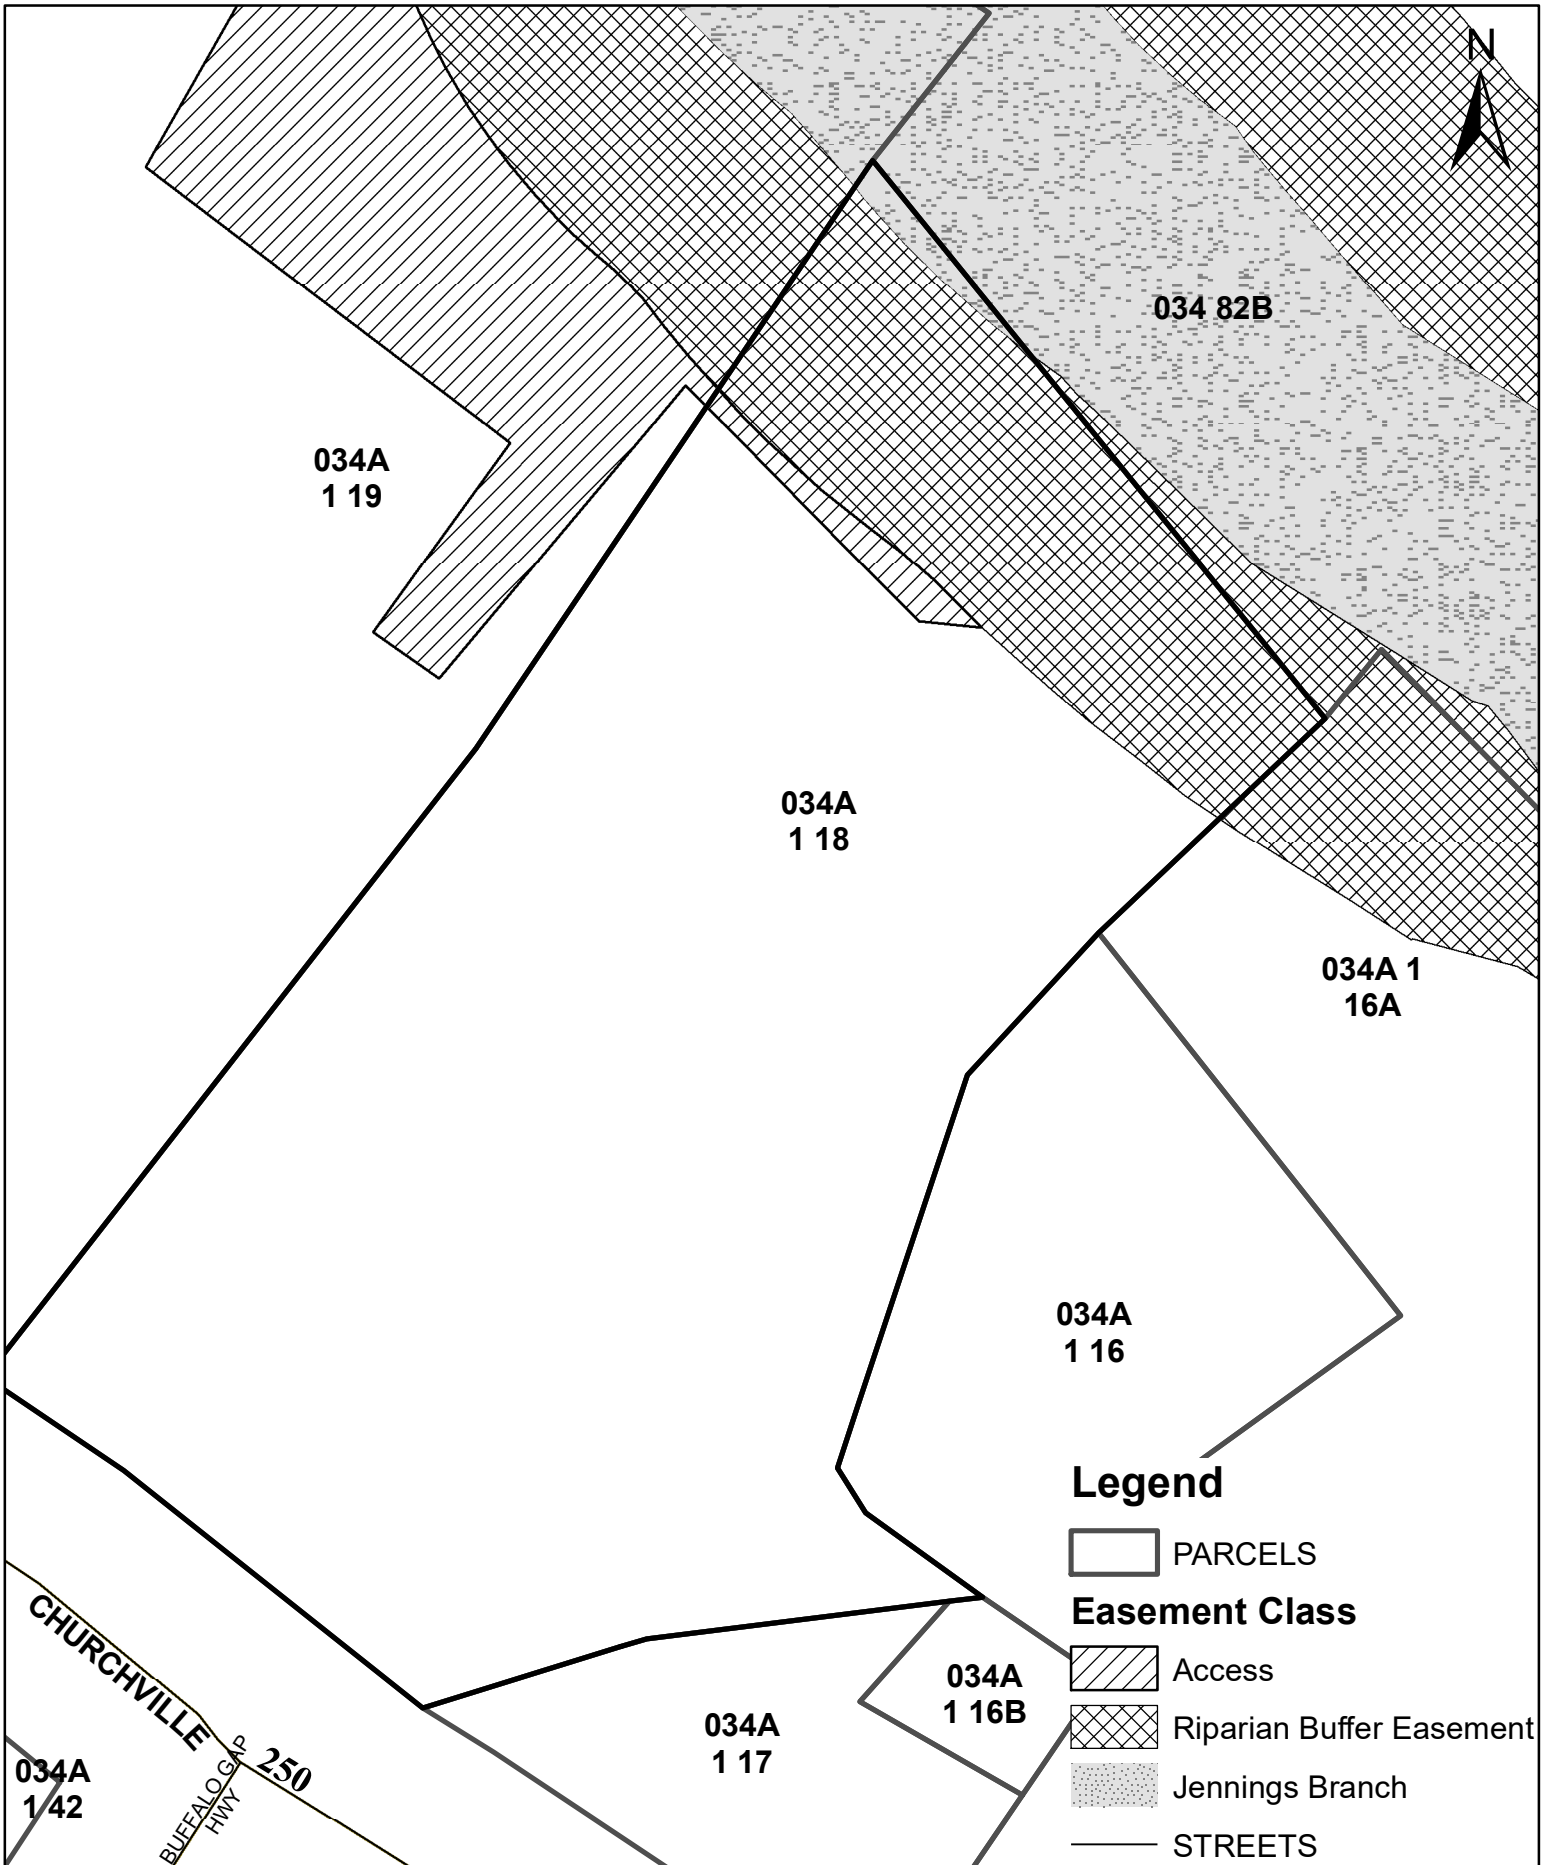 N
034 82B
034A
1 19
034A
1 18
034A 1
16A
034A
1 16
Legend
PARCELS
Easement Class
Access
Riparian Buffer Easement
Jennings Branch
STREETS
034A
1 16B
034A
1 17
CHURCHVILLE
250
BUFFALO GAP
HWY
034A
1 42